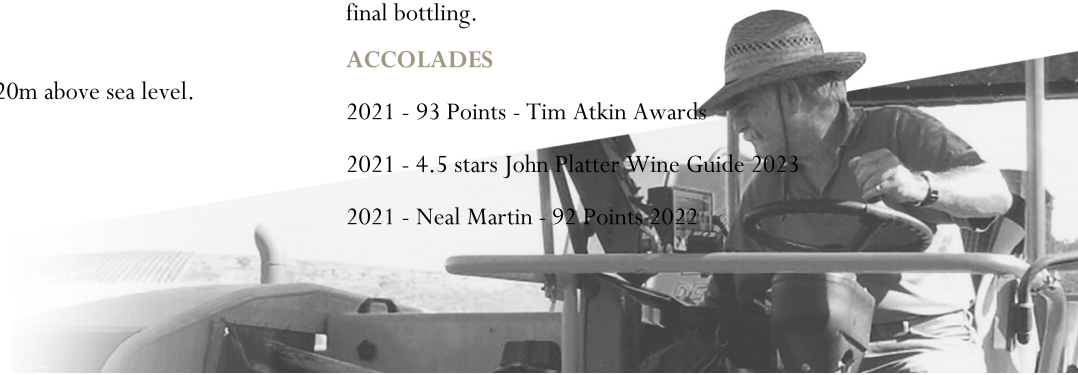 final bottling.
ACCOLADES
20m above sea level.
2021 - 93 Points - Tim Atkin Awards
2021 - 4.5 stars John Platter Wine Guide 2023
2021 - Neal Martin - 92 Points 2022